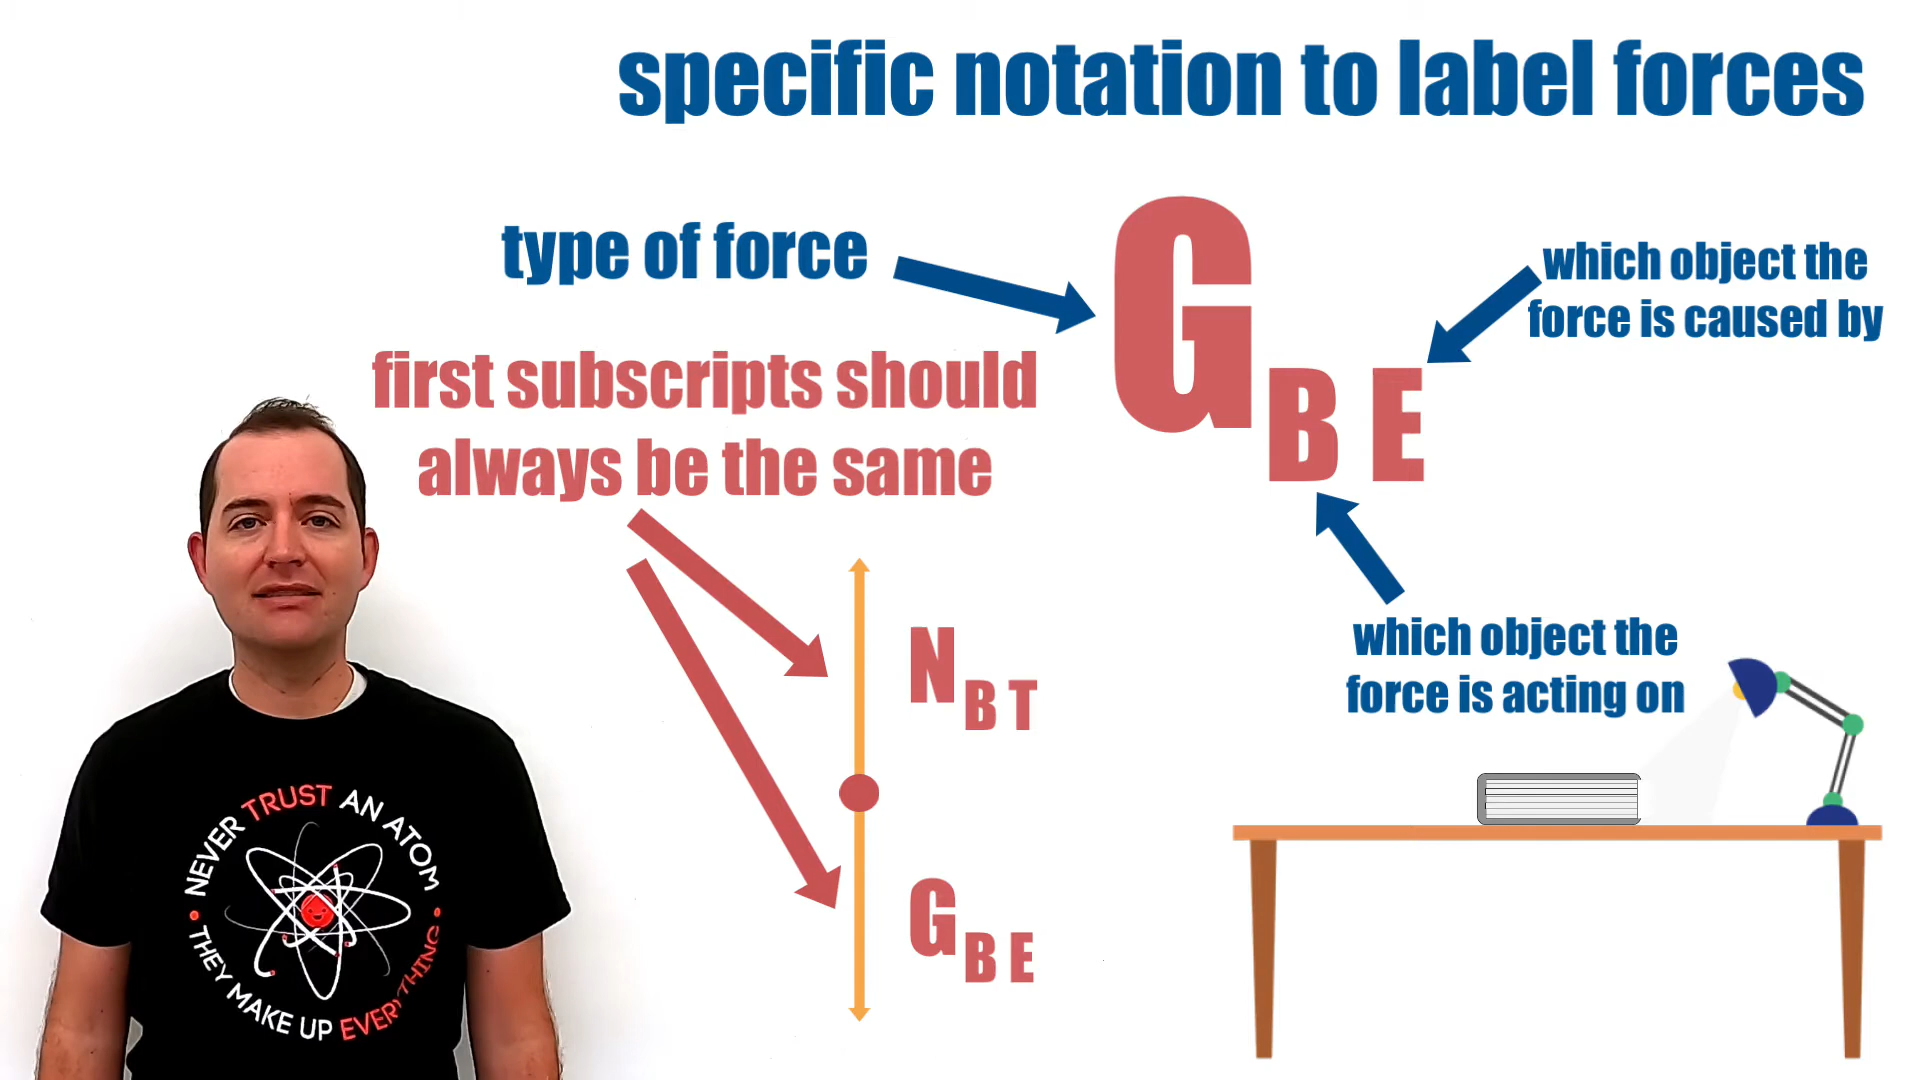 specific notation to label forces
type of force
G B E
which object the
force is caused by
first subscripts should
always be the same
which object the
force is acting on
N B T
G B E
NEVER TRUST AN ATOM
• THEY MAKE UP EVERYTHING •